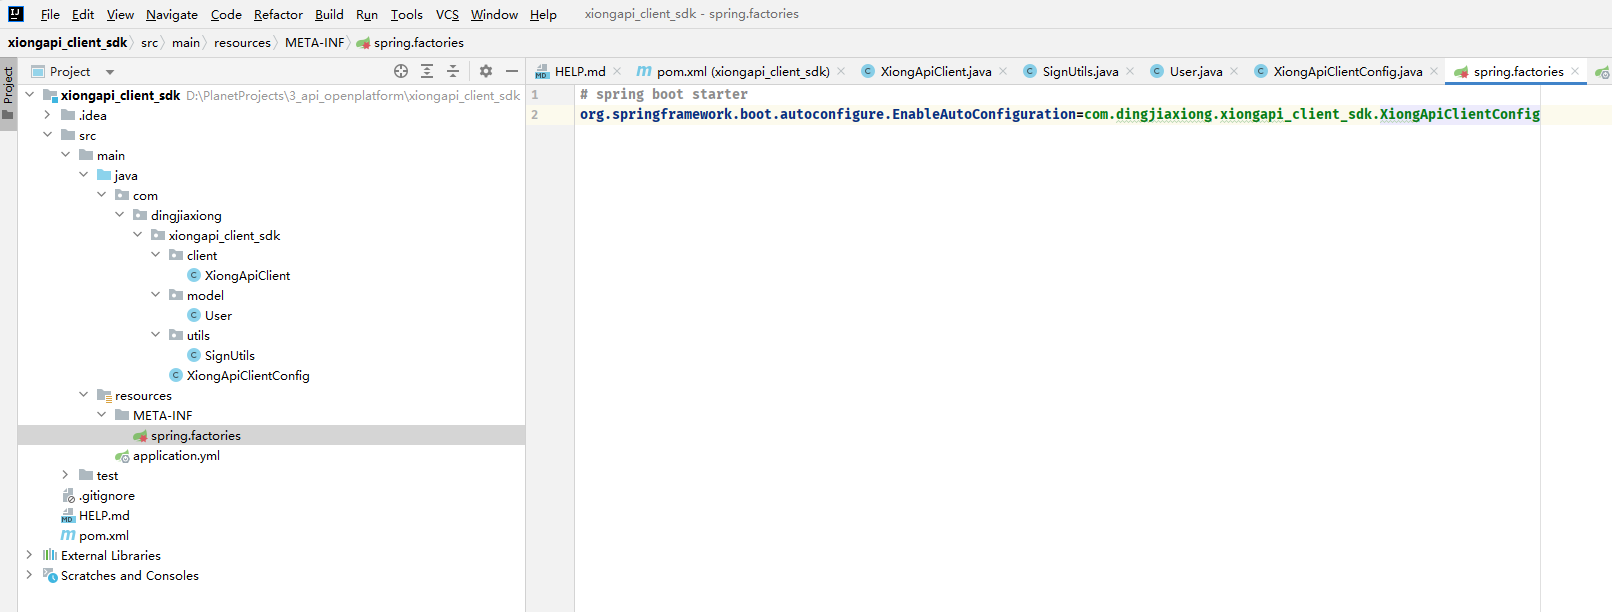 File Edit View Navigate Code Refactor Build Run Tools VCS Window Help xiongapi_client_sdk - spring.factories
xiongapi_client_sdk src main resources META-INF spring.factories
Project
Project
HELP.md pom.xml (xiongapi_client_sdk) XiongApiClient.java SignUtils.java User.java XiongApiClientConfig.java spring.factories
xiongapi_client_sdk D:\PlanetProjects\3_api_openplatform\xiongapi_client_sdk
.idea
src
main
java
com
dingjiaxiong
xiongapi_client_sdk
client
XiongApiClient
model
User
utils
SignUtils
XiongApiClientConfig
resources
META-INF
spring.factories
application.yml
test
.gitignore
HELP.md
pom.xml
External Libraries
Scratches and Consoles
1 # spring boot starter
2 org.springframework.boot.autoconfigure.EnableAutoConfiguration=com.dingjiaxiong.xiongapi_client_sdk.XiongApiClientConfig